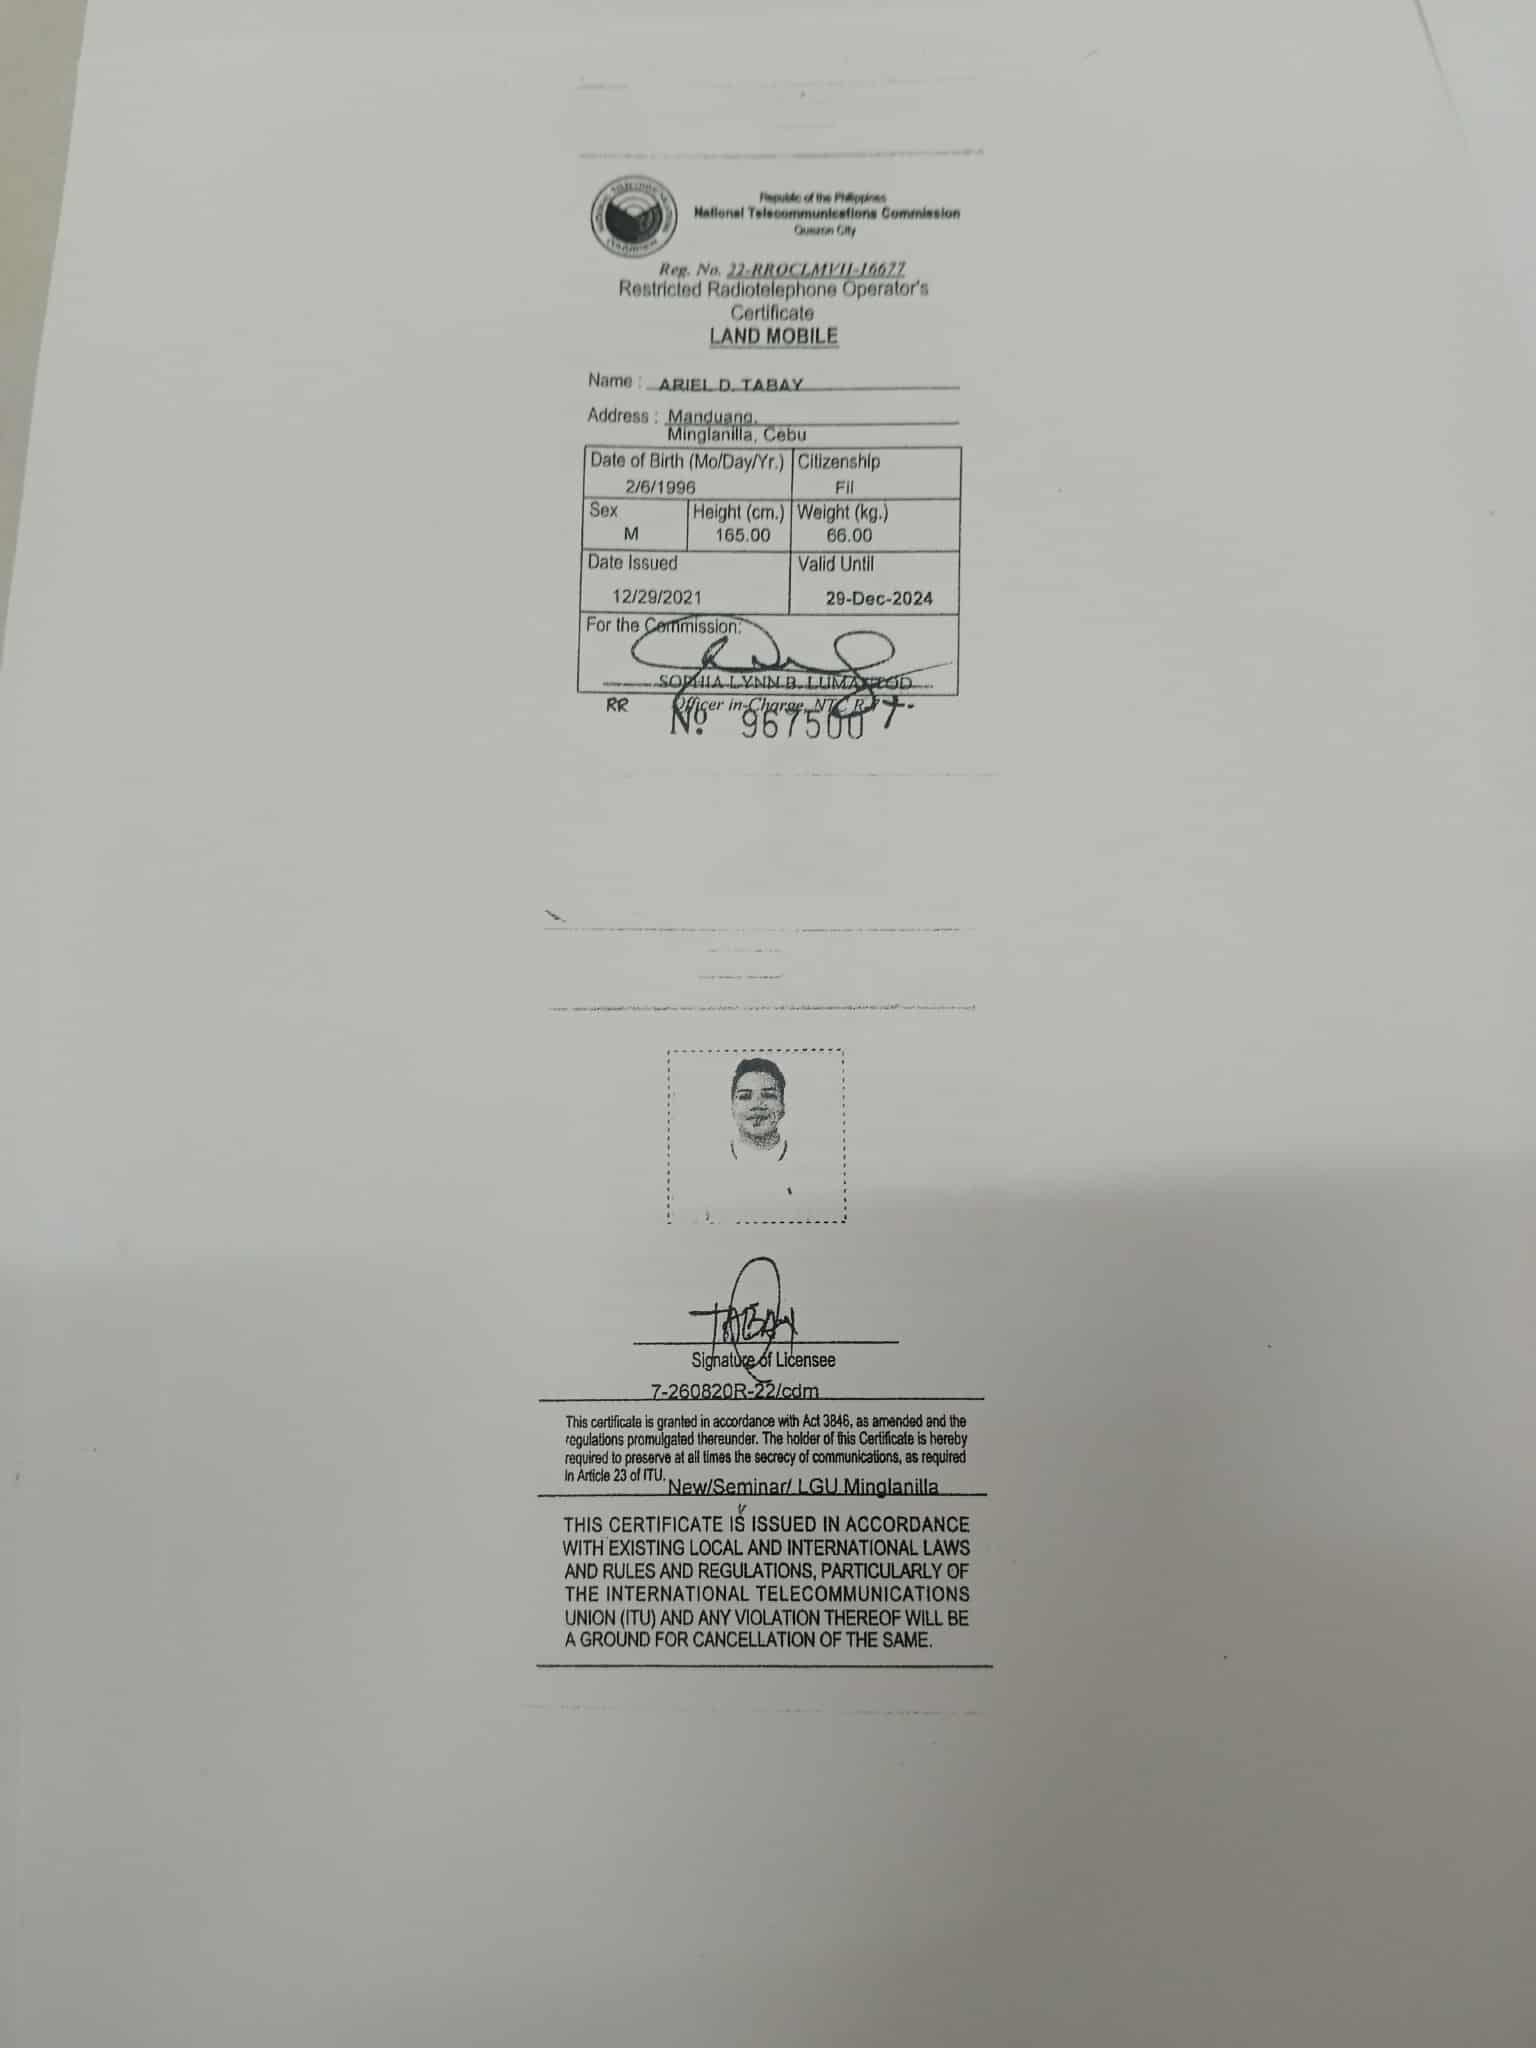 Republic of the Philippines
National Telecommunications Commission
Quezon City
Reg. No. 22-RROCLMVII-16677
Restricted Radiotelephone Operator's
Certificate
LAND MOBILE
Name : ARIEL D. TABAY
Address : Manduang,
Minglanilla, Cebu
Date of Birth (Mo/Day/Yr.) Citizenship
2/6/1996 Fil
Sex Height (cm.) Weight (kg.)
M 165.00 66.00
Date Issued Valid Until
12/29/2021 29-Dec-2024
For the Commission:
SOPHIA LYNN B.
RR Officer in-Charge, NTC
Nº 967500
TABAY
Signature of Licensee
7-260820R-22/cdm
This certificate is granted in accordance with Act 3846, as amended and the
regulations promulgated thereunder. The holder of this Certificate is hereby
required to preserve at all times the secrecy of communications, as required
in Article 23 of ITU.
New/Seminar/ LGU Minglanilla
THIS CERTIFICATE IS ISSUED IN ACCORDANCE
WITH EXISTING LOCAL AND INTERNATIONAL LAWS
AND RULES AND REGULATIONS, PARTICULARLY OF
THE INTERNATIONAL TELECOMMUNICATIONS
UNION (ITU) AND ANY VIOLATION THEREOF WILL BE
A GROUND FOR CANCELLATION OF THE SAME.